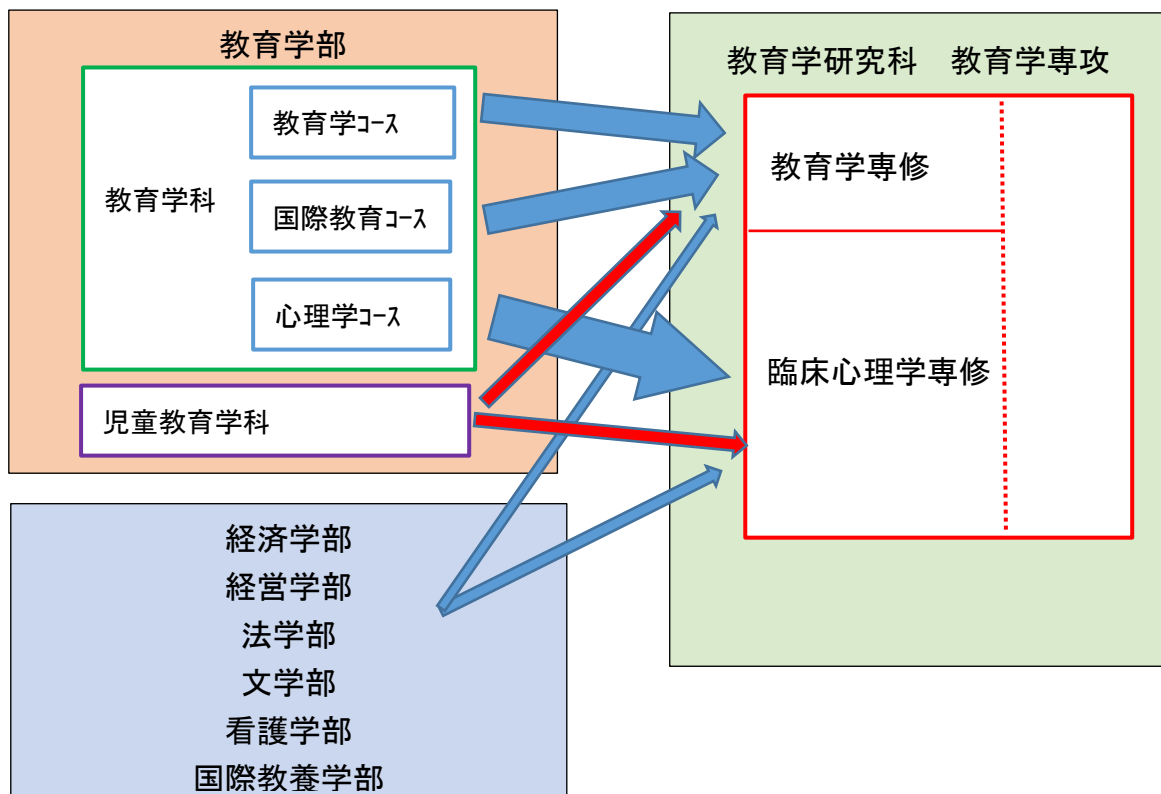 教育学部
教育学科
教育学ｺｰｽ
国際教育ｺｰｽ
心理学ｺｰｽ
児童教育学科
経済学部
経営学部
法学部
文学部
看護学部
国際教養学部
教育学研究科　教育学専攻
教育学専修
臨床心理学専修